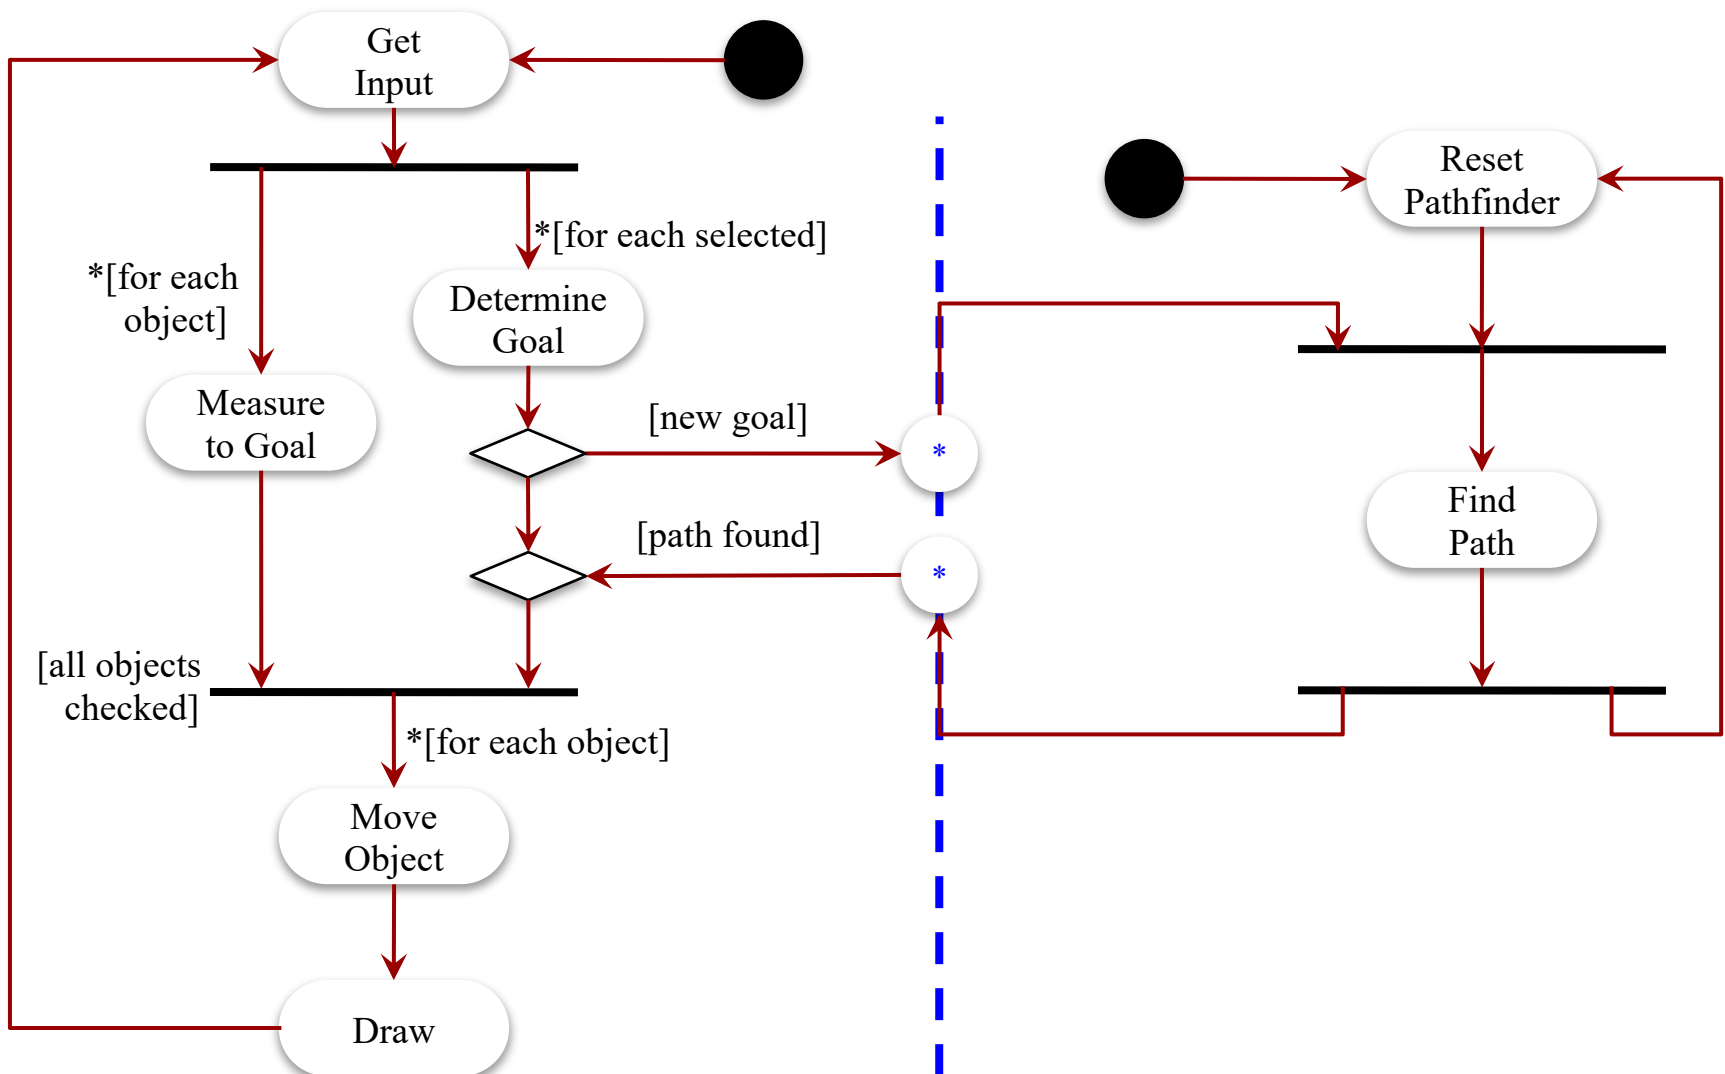 Get
Input
Reset
Pathfinder
*[for each selected]
*[for each
object]
Determine
Goal
Measure
to Goal
[new goal]
*
Find
Path
[path found]
*
[all objects
checked]
*[for each object]
Move
Object
Draw